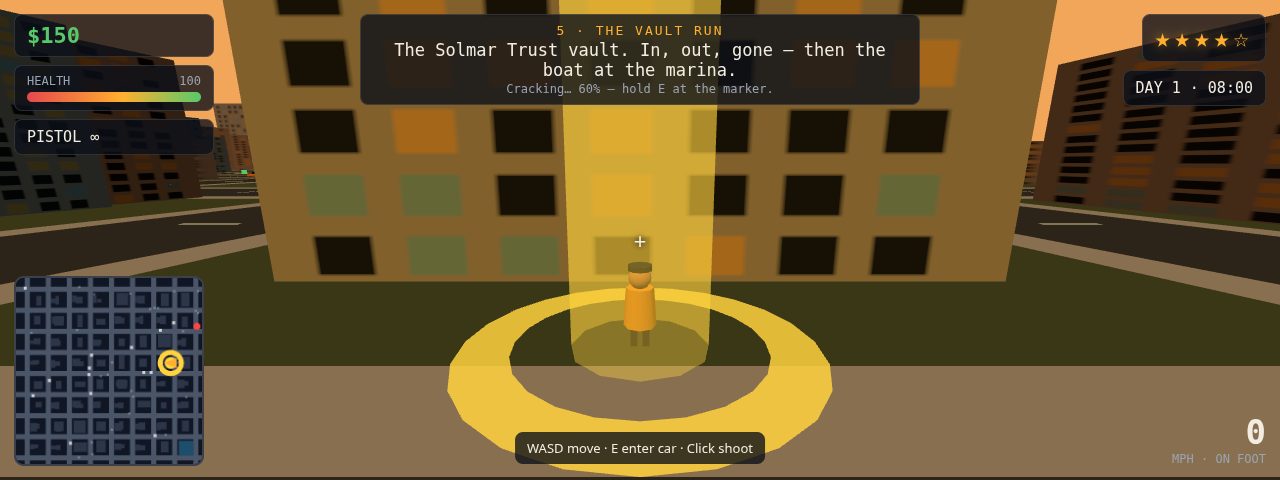 $150
HEALTH 100
PISTOL ∞
5 · THE VAULT RUN
The Solmar Trust vault. In, out, gone — then the
boat at the marina.
Cracking… 60% — hold E at the marker.
★★★★☆
DAY 1 · 08:00
WASD move · E enter car · Click shoot
0
MPH · ON FOOT